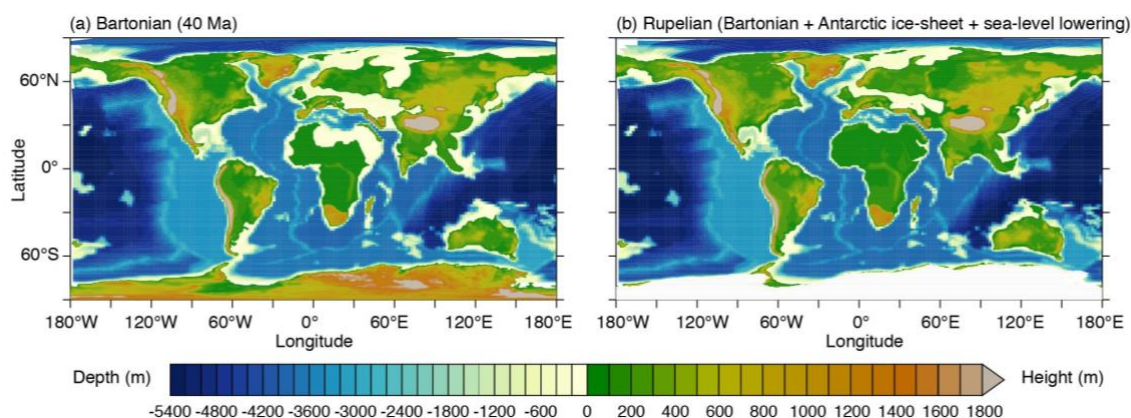 (a) Bartonian (40 Ma)
(b) Rupelian (Bartonian + Antarctic ice-sheet + sea-level lowering)
60°N
0°
60°S
Latitude
180°W 120°W 60°W 0° 60°E 120°E 180°E
Longitude
180°W 120°W 60°W 0° 60°E 120°E 180°E
Longitude
Depth (m)
Height (m)
-5400 -4800 -3600 -3000 -2400 -1800 -1200 -600 0 200 400 600 800 1000 1200 1400 1600 1800